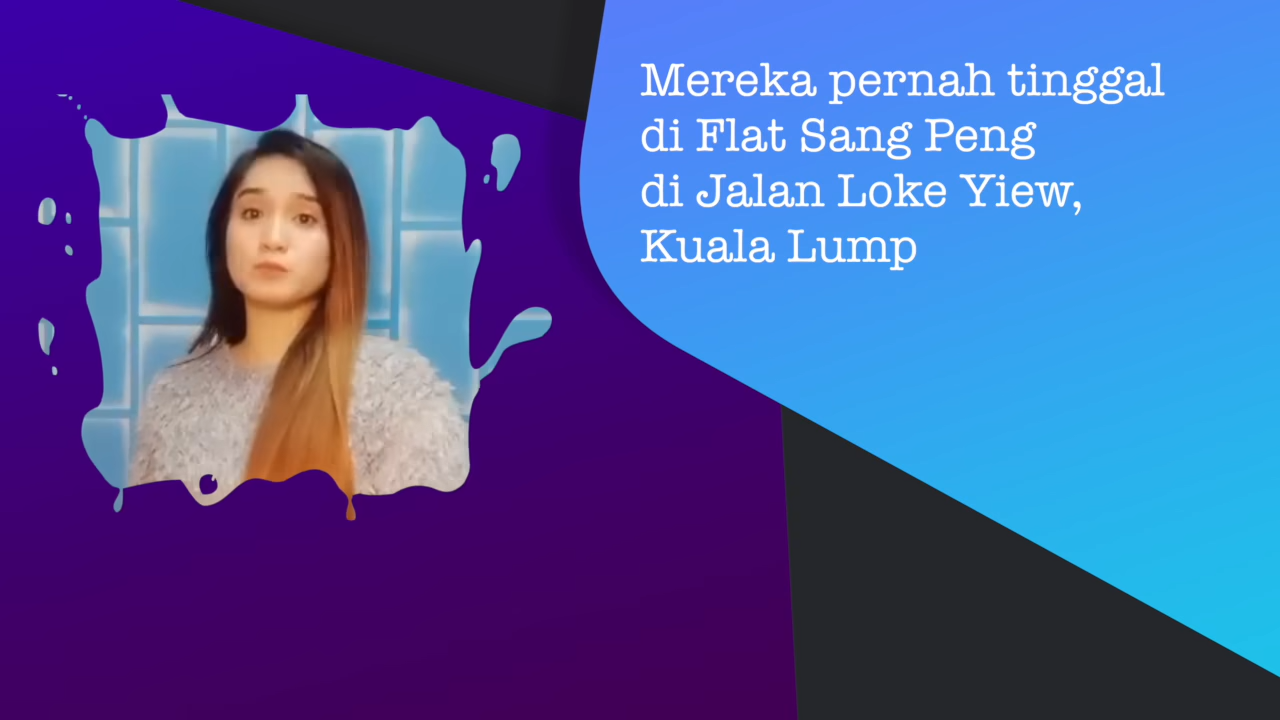 Mereka pernah tinggal
di Flat Sang Peng
di Jalan Loke Yiew,
Kuala Lump